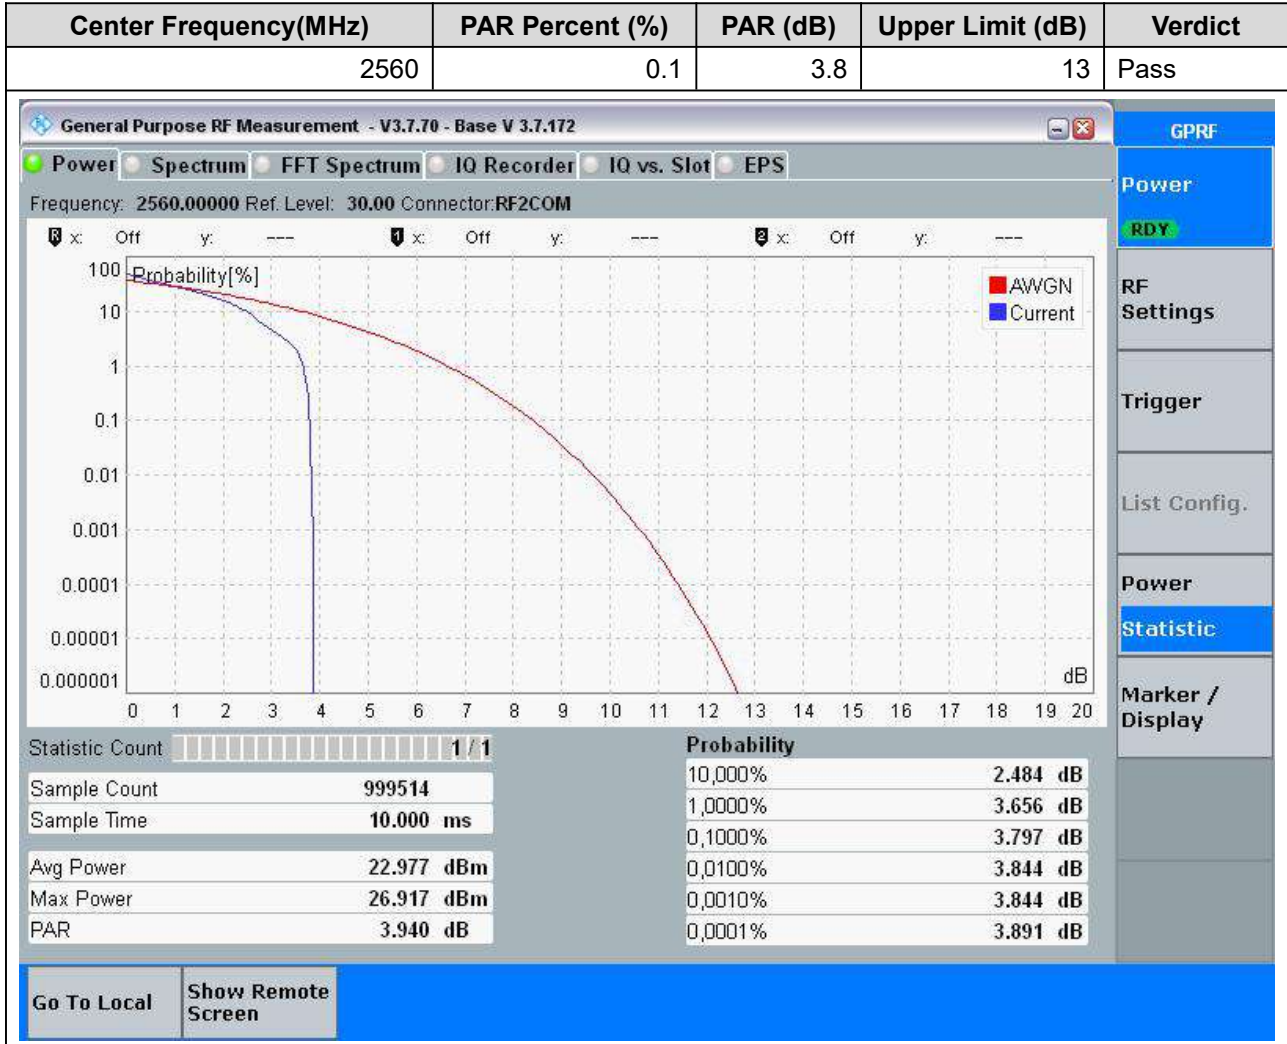 Center Frequency(MHz) PAR Percent (%) PAR (dB) Upper Limit (dB) Verdict
2560 0.1 3.8 13 Pass
General Purpose RF Measurement - V3.7.70 - Base V 3.7.172
GPRF
Power Spectrum FFT Spectrum IQ Recorder IQ vs. Slot EPS
Power
RDY
Frequency: 2560.00000 Ref. Level: 30.00 Connector:RF2COM
R x: Off y: --- 1 x: Off y: --- 2 x: Off y: ---
Probability[%]
AWGN
Current
100
10
1
0.1
0.01
0.001
0.0001
0.00001
0.000001
dB
0 1 2 3 4 5 6 7 8 9 10 11 12 13 14 15 16 17 18 19 20
RF
Settings
Trigger
List Config.
Power
Statistic
Marker /
Display
Statistic Count 1 / 1
Sample Count 999514
Sample Time 10.000 ms
Avg Power 22.977 dBm
Max Power 26.917 dBm
PAR 3.940 dB
Probability
10,000% 2.484 dB
1,0000% 3.656 dB
0,1000% 3.797 dB
0,0100% 3.844 dB
0,0010% 3.844 dB
0,0001% 3.891 dB
Go To Local
Show Remote
Screen